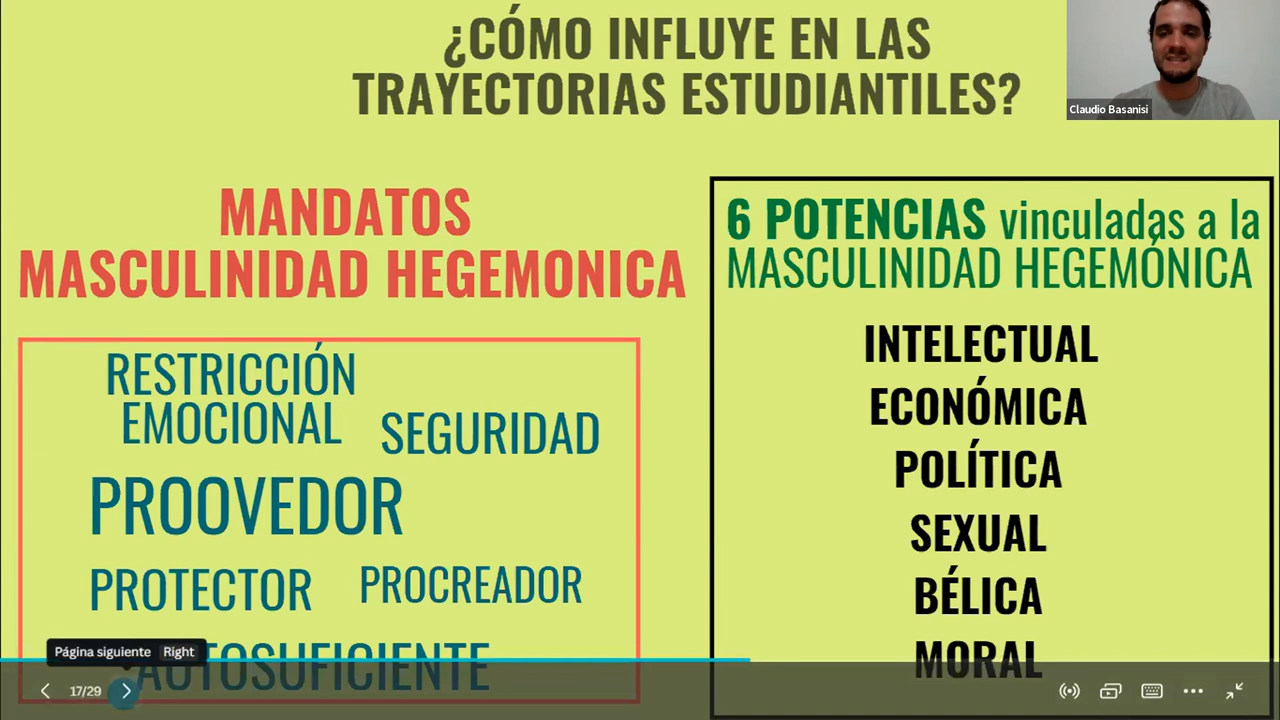 ¿CÓMO INFLUYE EN LAS
TRAYECTORIAS ESTUDIANTILES?
Claudio Basanisi
MANDATOS
MASCULINIDAD HEGEMONICA
RESTRICCIÓN
EMOCIONAL
SEGURIDAD
PROOVEDOR
PROTECTOR
PROCREADOR
AUTOSUFICIENTE
6 POTENCIAS vinculadas a la
MASCULINIDAD HEGEMÓNICA
INTELECTUAL
ECONÓMICA
POLÍTICA
SEXUAL
BÉLICA
MORAL
Página siguiente Right
17/29